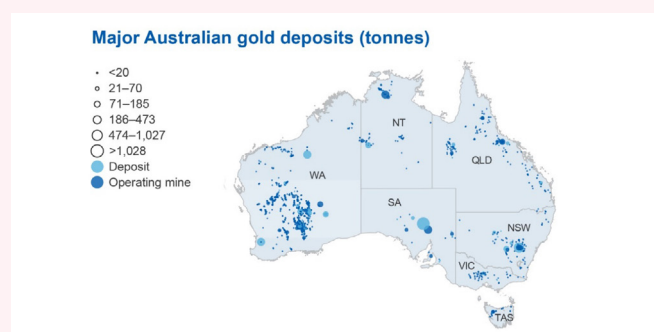 Major Australian gold deposits (tonnes)
<20
21–70
71–185
186–473
474–1,027
>1,028
Deposit
Operating mine
NT
QLD
WA
SA
NSW
VIC
TAS